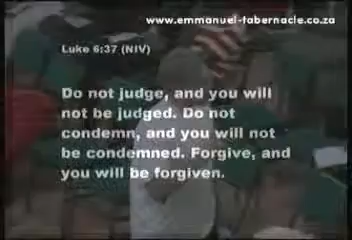 www.emmanuel-tabernacle.co.za
Luke 6:37 (NIV)
Do not judge, and you will
not be judged. Do not
condemn, and you will not
be condemned. Forgive, and
you will be forgiven.